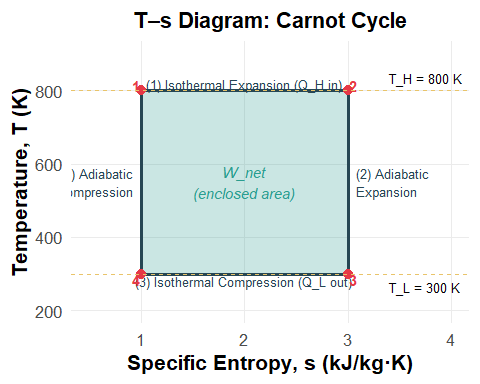 T–s Diagram: Carnot Cycle
T_H = 800 K
1 (1) Isothermal Expansion (Q_H in) 2
800
W_net
(enclosed area)
) Adiabatic
mpression
(2) Adiabatic
Expansion
600
400
4 (3) Isothermal Compression (Q_L out) 3
T_L = 300 K
200
1 2 3 4
Temperature, T (K)
Specific Entropy, s (kJ/kg·K)